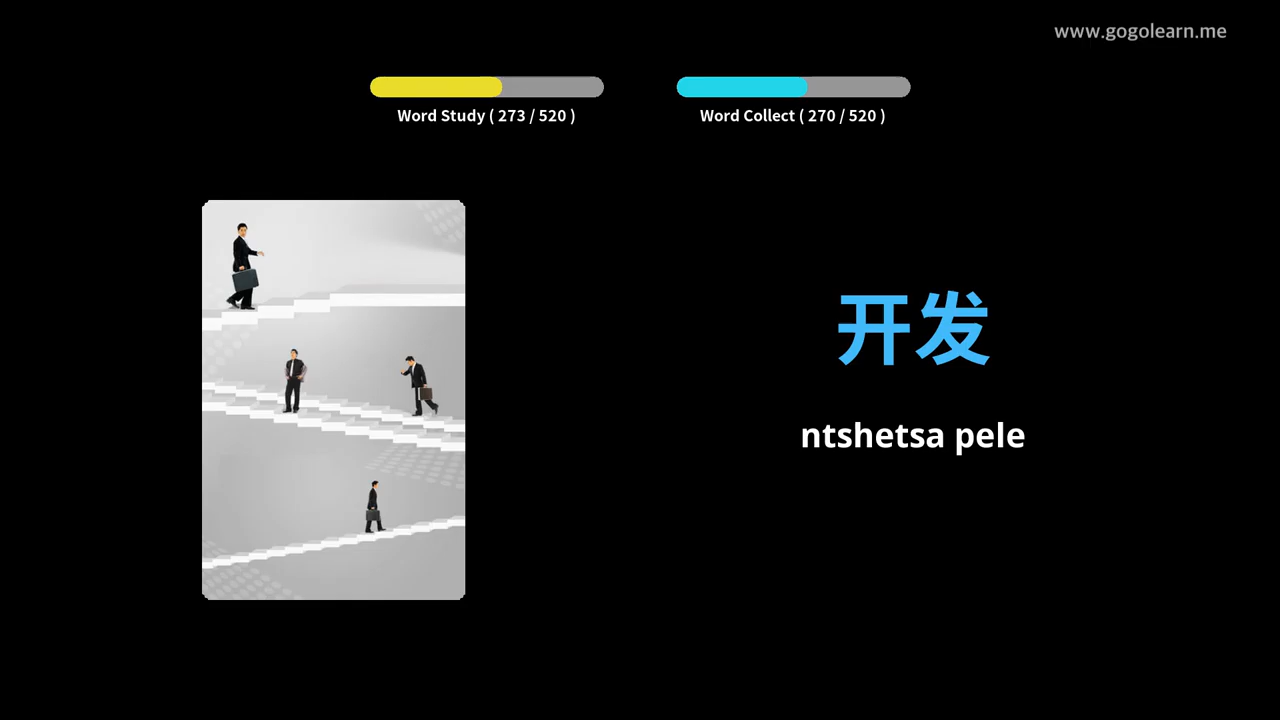 www.gogolearn.me
Word Study ( 273 / 520 )
Word Collect ( 270 / 520 )
开发
ntshetsa pele